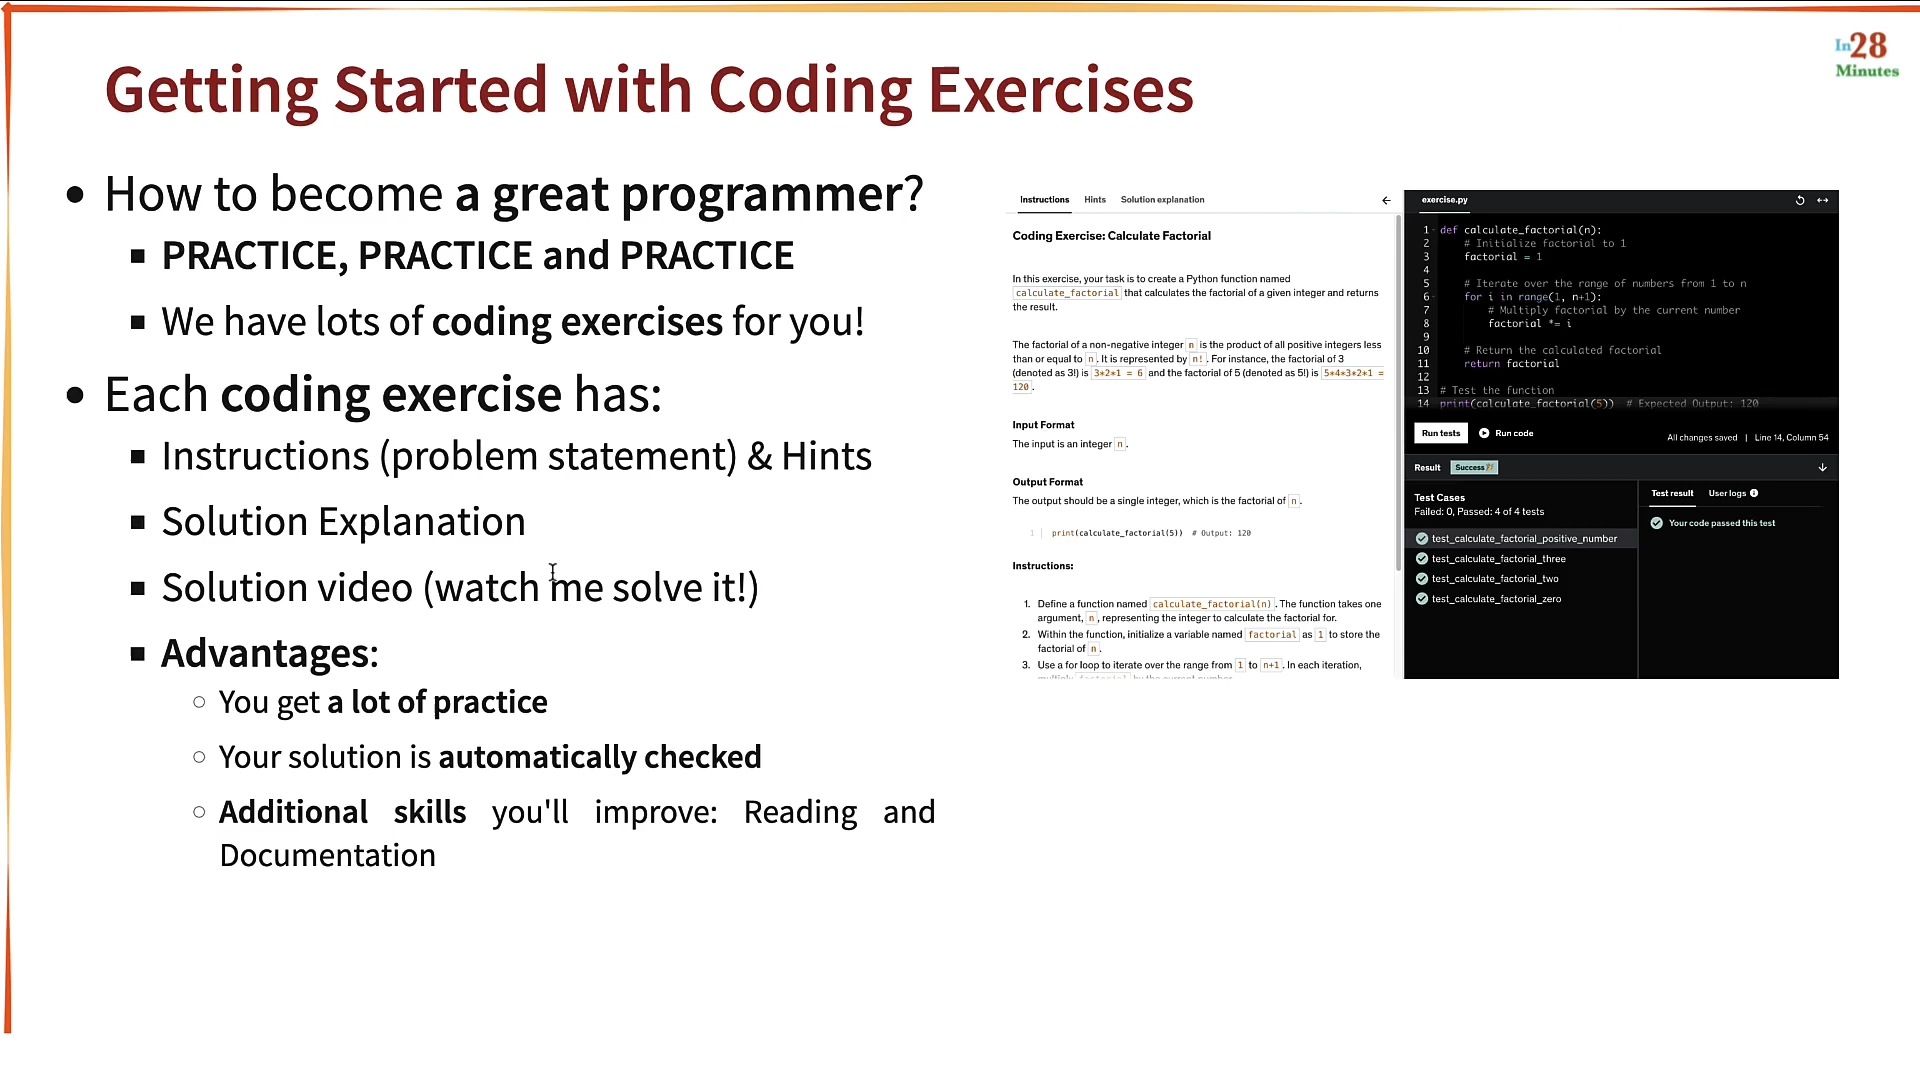 In28
Minutes
Getting Started with Coding Exercises
How to become a great programmer?
PRACTICE, PRACTICE and PRACTICE
We have lots of coding exercises for you!
Each coding exercise has:
Instructions (problem statement) & Hints
Solution Explanation
Solution video (watch me solve it!)
Advantages:
You get a lot of practice
Your solution is automatically checked
Additional skills you'll improve: Reading and
Documentation
Instructions Hints Solution explanation
Coding Exercise: Calculate Factorial
In this exercise, your task is to create a Python function named
calculate_factorial that calculates the factorial of a given integer and returns
the result.
The factorial of a non-negative integer n is the product of all positive integers less
than or equal to n. It is represented by n!. For instance, the factorial of 3
(denoted as 3!) is 3*2*1 = 6 and the factorial of 5 (denoted as 5!) is 5*4*3*2*1 =
120.
Input Format
The input is an integer n.
Output Format
The output should be a single integer, which is the factorial of n.
1 print(calculate_factorial(5)) # Output: 120
Instructions:
1. Define a function named calculate_factorial(n). The function takes one
argument, n, representing the integer to calculate the factorial for.
2. Within the function, initialize a variable named factorial as 1 to store the
factorial of n.
3. Use a for loop to iterate over the range from 1 to n+1. In each iteration,
multiply factorial by the current number.
exercise.py
1 def calculate_factorial(n):
2 # Initialize factorial to 1
3 factorial = 1
4
5 # Iterate over the range of numbers from 1 to n
6 for i in range(1, n+1):
7 # Multiply factorial by the current number
8 factorial *= i
9
10 # Return the calculated factorial
11 return factorial
12
13 # Test the function
14 print(calculate_factorial(5)) # Expected Output: 120
Run tests Run code All changes saved | Line 14, Column 54
Result Success🎉
Test Cases
Failed: 0, Passed: 4 of 4 tests
test_calculate_factorial_positive_number
test_calculate_factorial_three
test_calculate_factorial_two
test_calculate_factorial_zero
Test result User logs
Your code passed this test